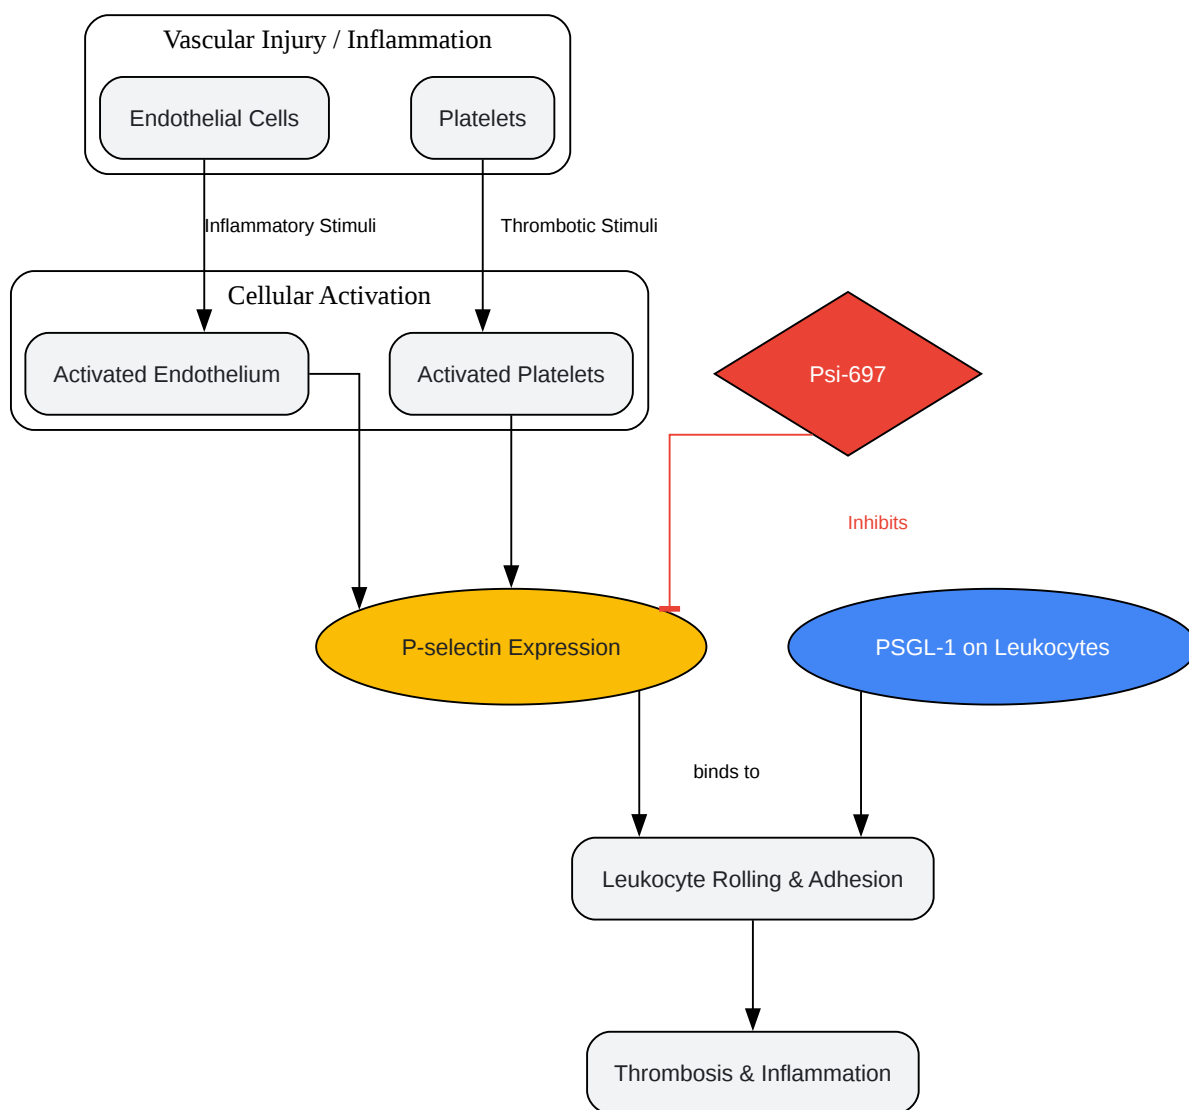 Vascular Injury / Inflammation
Endothelial Cells
Platelets
Inflammatory Stimuli
Thrombotic Stimuli
Cellular Activation
Activated Endothelium
Activated Platelets
Psi-697
Inhibits
P-selectin Expression
PSGL-1 on Leukocytes
binds to
Leukocyte Rolling & Adhesion
Thrombosis & Inflammation